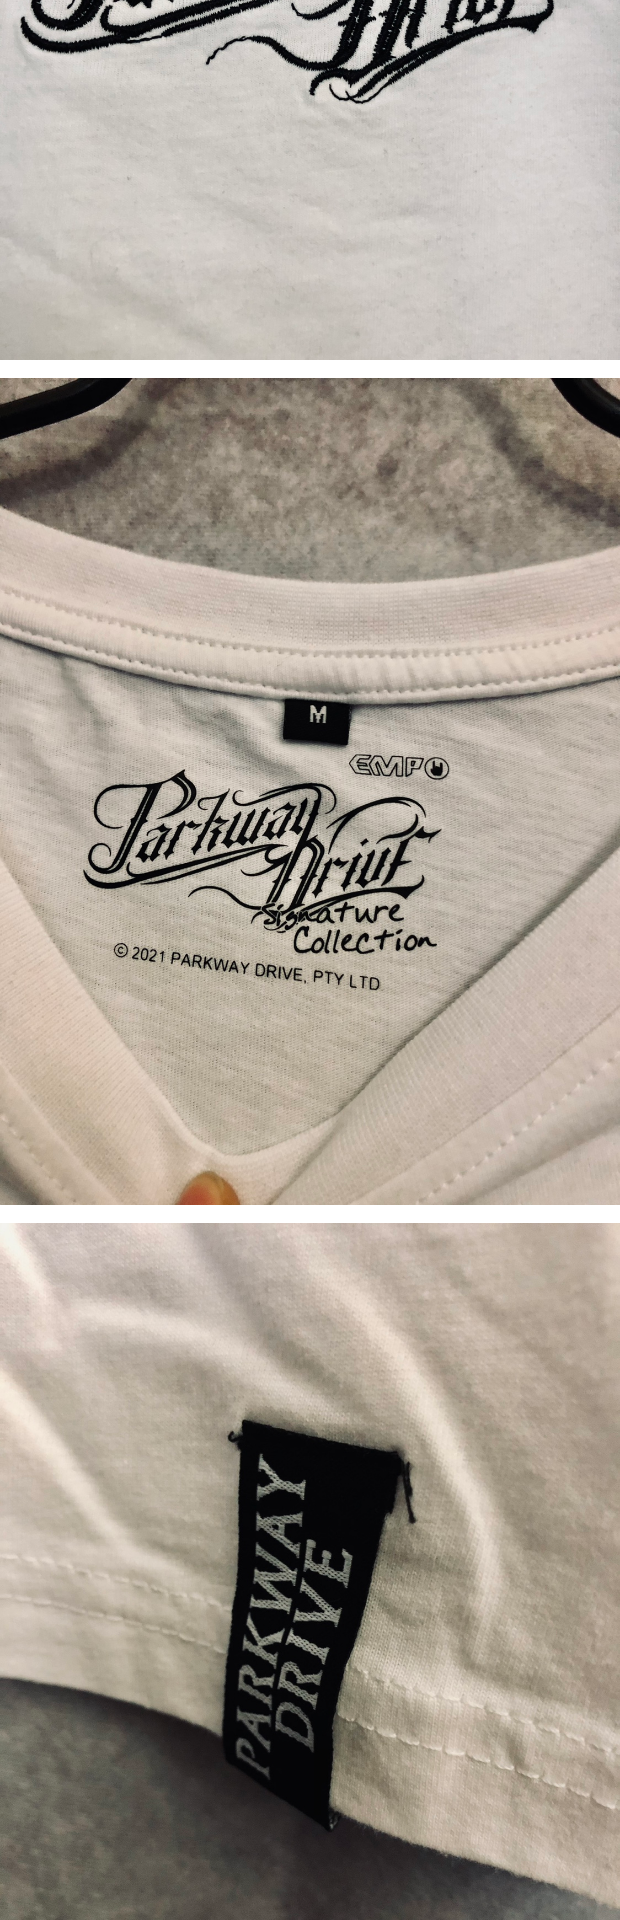 M
EMP
Parkway
Drive
Signature
Collection
© 2021 PARKWAY DRIVE, PTY LTD
PARKWAY
DRIVE